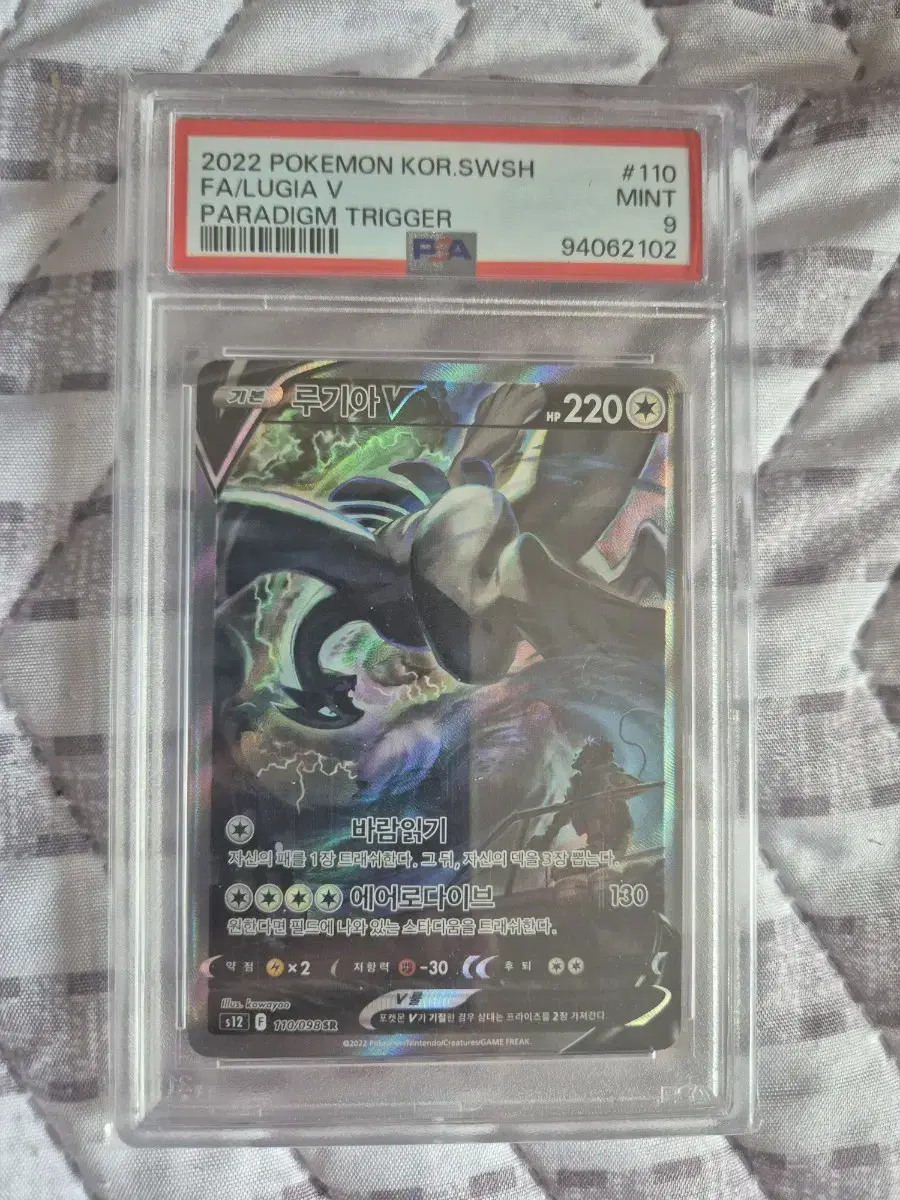 2022 POKEMON KOR.SWSH #110
FA/LUGIA V MINT
PARADIGM TRIGGER 9
PSA 94062102
기본 루기아V HP 220
바람읽기
자신의 패를 1장 트래쉬한다. 그 뒤, 자신의 덱을 3장 뽑는다.
에어로다이브 130
원한다면 필드에 나와 있는 스타디움을 트래쉬한다.
약점 ×2 저항력 -30 후퇴
V룰
포켓몬 V가 기절한 경우 상대는 프라이즈를 2장 가져간다.
Illus. kawayoo
s12 F 110/098 SR
©2022 Pokémon/Nintendo/Creatures/GAME FREAK.